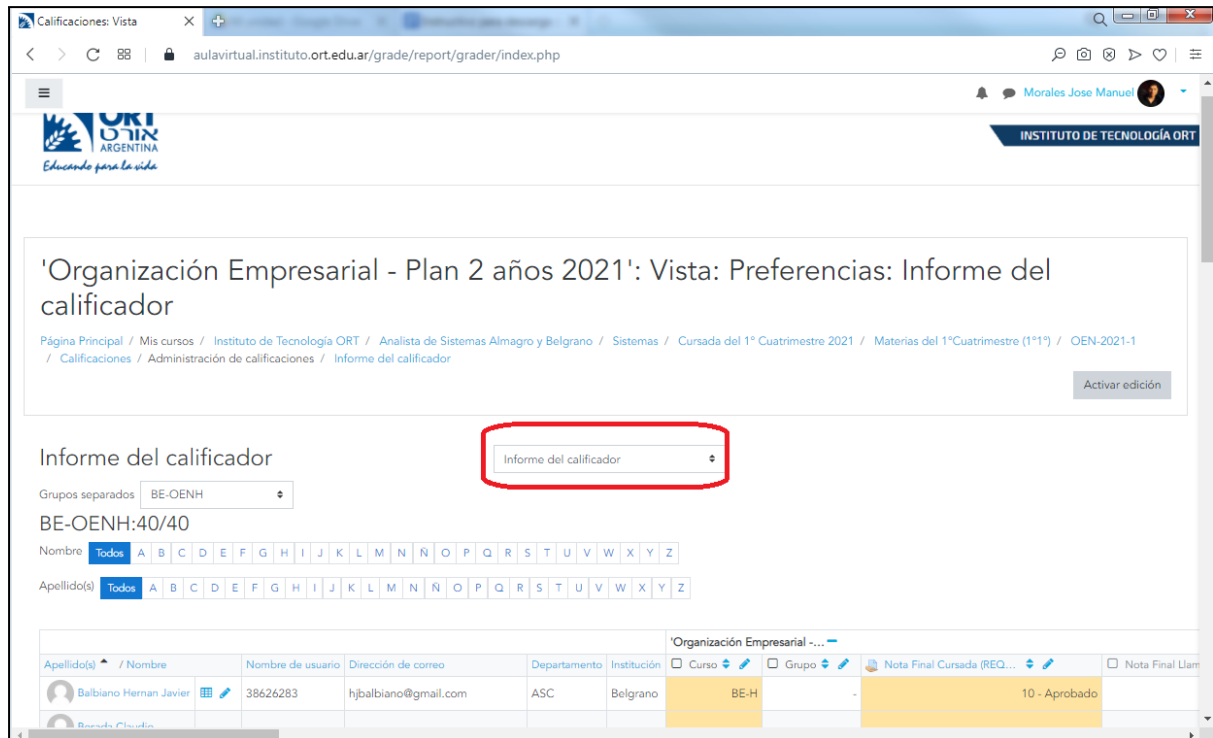 Calificaciones: Vista
aulavirtual.instituto.ort.edu.ar/grade/report/grader/index.php
Morales Jose Manuel
ORT
אורט
ARGENTINA
Educando para la vida
INSTITUTO DE TECNOLOGÍA ORT
'Organización Empresarial - Plan 2 años 2021': Vista: Preferencias: Informe del
calificador
Página Principal / Mis cursos / Instituto de Tecnología ORT / Analista de Sistemas Almagro y Belgrano / Sistemas / Cursada del 1° Cuatrimestre 2021 / Materias del 1°Cuatrimestre (1°1°) / OEN-2021-1
/ Calificaciones / Administración de calificaciones / Informe del calificador
Activar edición
Informe del calificador
Informe del calificador
Grupos separados BE-OENH
BE-OENH:40/40
Nombre Todos A B C D E F G H I J K L M N Ñ O P Q R S T U V W X Y Z
Apellido(s) Todos A B C D E F G H I J K L M N Ñ O P Q R S T U V W X Y Z
'Organización Empresarial -...
Apellido(s) / Nombre Nombre de usuario Dirección de correo Departamento Institución Curso Grupo Nota Final Cursada (REQ... Nota Final Llam
Balbiano Hernan Javier 38626283 hjbalbiano@gmail.com ASC Belgrano BE-H - 10 - Aprobado